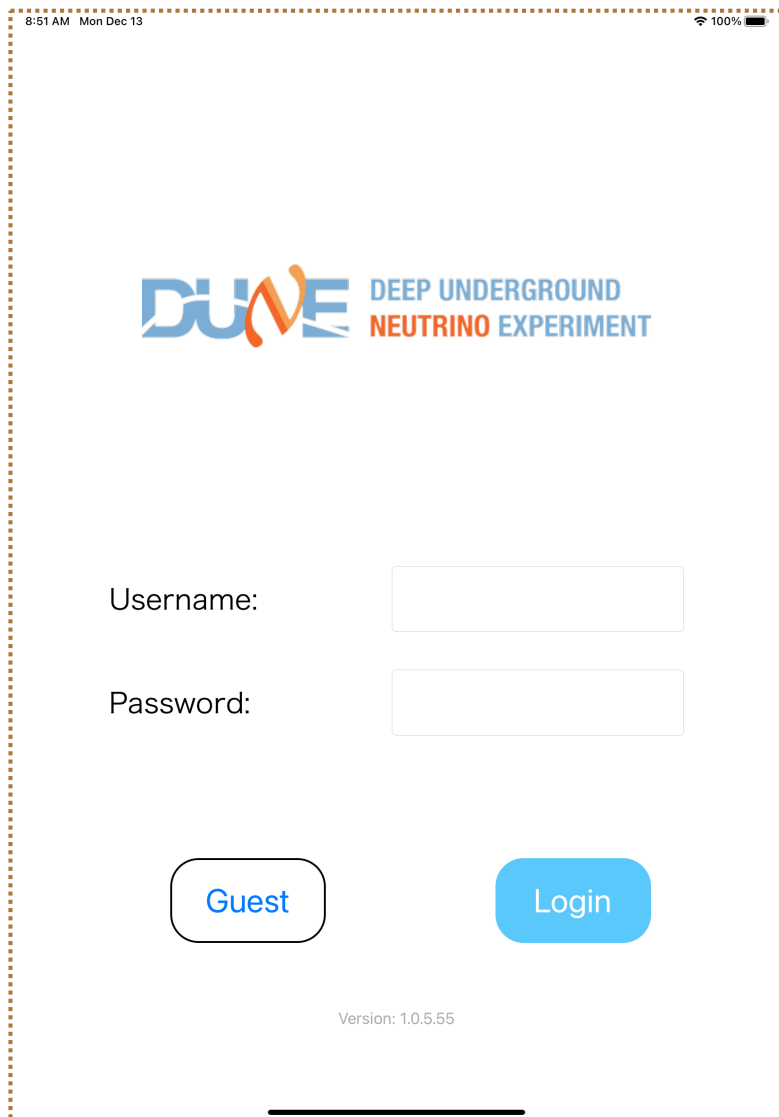 8:51 AM Mon Dec 13 100%
DUNE DEEP UNDERGROUND
NEUTRINO EXPERIMENT
Username:
Password:
Guest Login
Version: 1.0.5.55